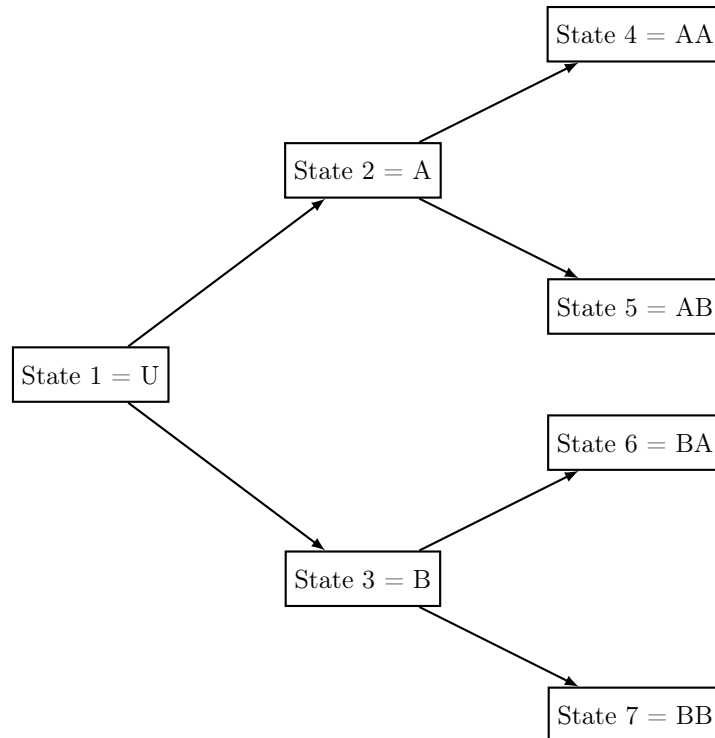 State 4 = AA
State 2 = A
State 5 = AB
State 1 = U
State 6 = BA
State 3 = B
State 7 = BB